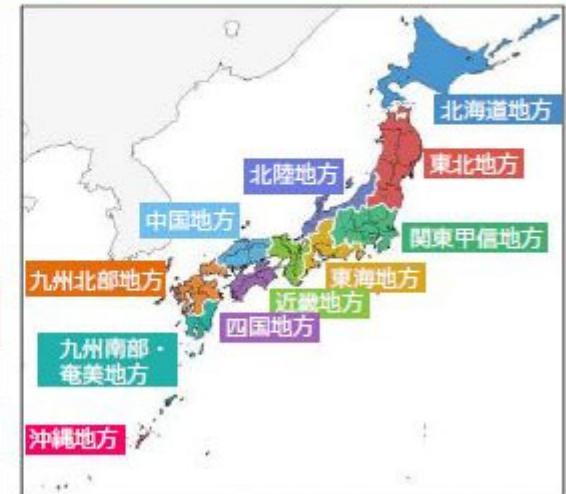 北海道地方
東北地方
北陸地方
中国地方
関東甲信地方
九州北部地方
東海地方
近畿地方
四国地方
九州南部・
奄美地方
沖縄地方